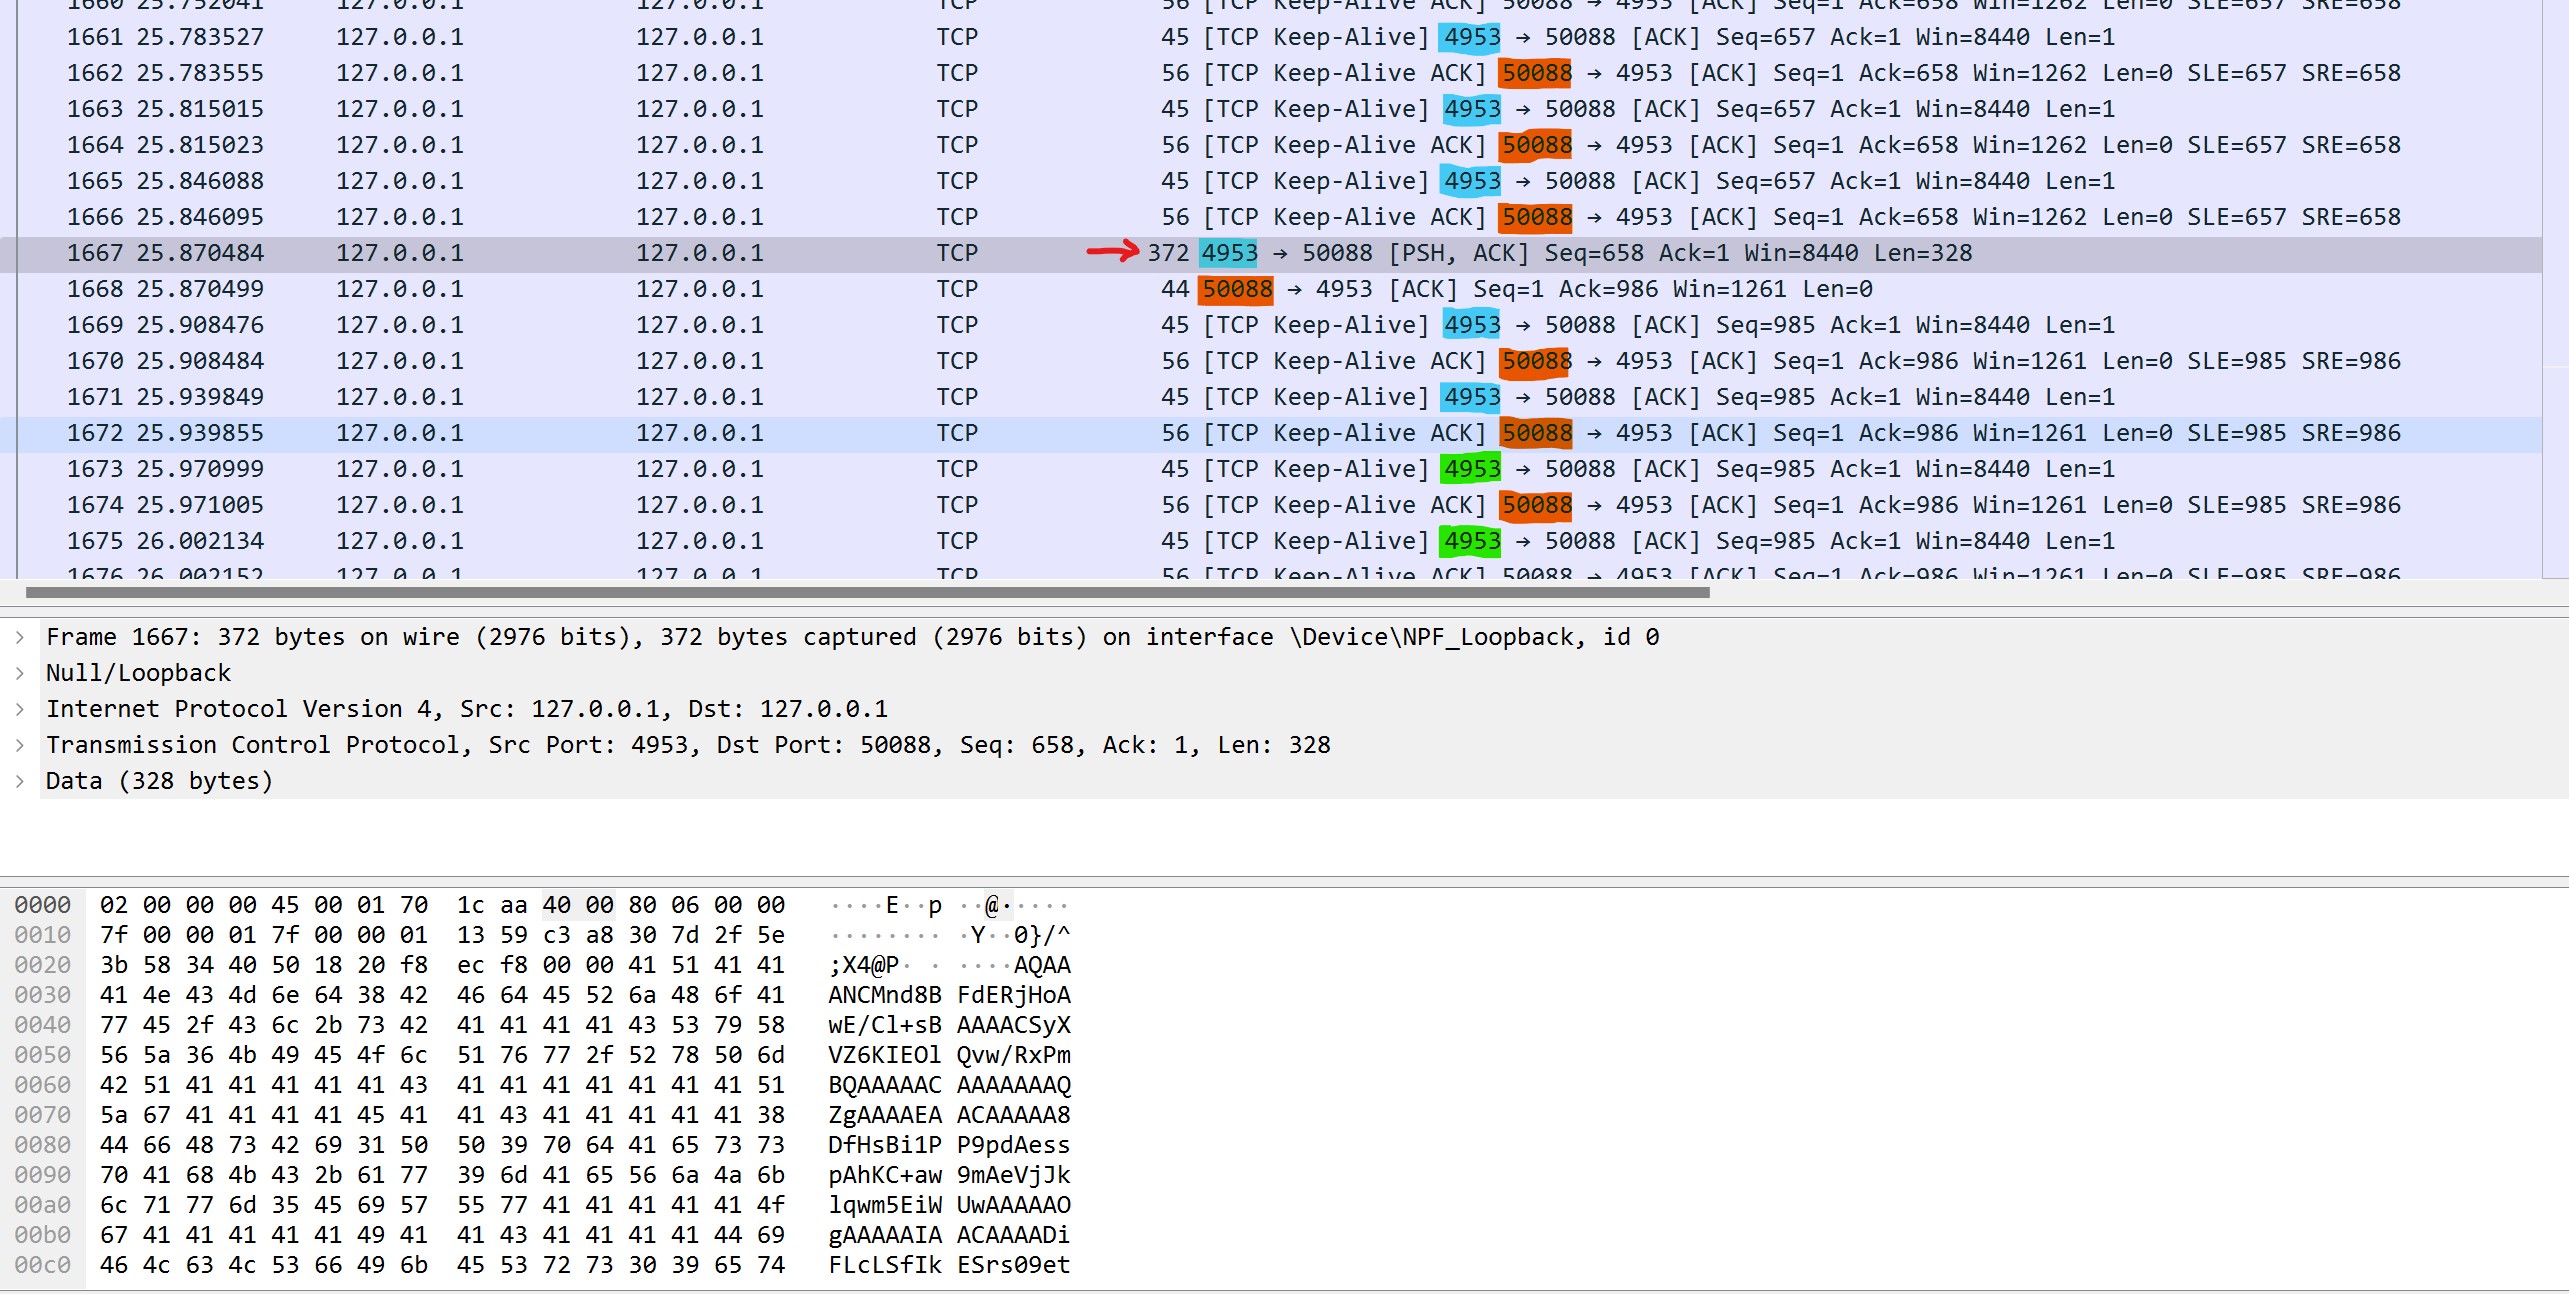 1660 25.752041 127.0.0.1 127.0.0.1 TCP 56 [TCP Keep-Alive ACK] 50088 → 4953 [ACK] Seq=1 Ack=658 Win=1262 Len=0 SLE=657 SRE=658
1661 25.783527 127.0.0.1 127.0.0.1 TCP 45 [TCP Keep-Alive] 4953 → 50088 [ACK] Seq=657 Ack=1 Win=8440 Len=1
1662 25.783555 127.0.0.1 127.0.0.1 TCP 56 [TCP Keep-Alive ACK] 50088 → 4953 [ACK] Seq=1 Ack=658 Win=1262 Len=0 SLE=657 SRE=658
1663 25.815015 127.0.0.1 127.0.0.1 TCP 45 [TCP Keep-Alive] 4953 → 50088 [ACK] Seq=657 Ack=1 Win=8440 Len=1
1664 25.815023 127.0.0.1 127.0.0.1 TCP 56 [TCP Keep-Alive ACK] 50088 → 4953 [ACK] Seq=1 Ack=658 Win=1262 Len=0 SLE=657 SRE=658
1665 25.846088 127.0.0.1 127.0.0.1 TCP 45 [TCP Keep-Alive] 4953 → 50088 [ACK] Seq=657 Ack=1 Win=8440 Len=1
1666 25.846095 127.0.0.1 127.0.0.1 TCP 56 [TCP Keep-Alive ACK] 50088 → 4953 [ACK] Seq=1 Ack=658 Win=1262 Len=0 SLE=657 SRE=658
1667 25.870484 127.0.0.1 127.0.0.1 TCP 372 4953 → 50088 [PSH, ACK] Seq=658 Ack=1 Win=8440 Len=328
1668 25.870499 127.0.0.1 127.0.0.1 TCP 44 50088 → 4953 [ACK] Seq=1 Ack=986 Win=1261 Len=0
1669 25.908476 127.0.0.1 127.0.0.1 TCP 45 [TCP Keep-Alive] 4953 → 50088 [ACK] Seq=985 Ack=1 Win=8440 Len=1
1670 25.908484 127.0.0.1 127.0.0.1 TCP 56 [TCP Keep-Alive ACK] 50088 → 4953 [ACK] Seq=1 Ack=986 Win=1261 Len=0 SLE=985 SRE=986
1671 25.939849 127.0.0.1 127.0.0.1 TCP 45 [TCP Keep-Alive] 4953 → 50088 [ACK] Seq=985 Ack=1 Win=8440 Len=1
1672 25.939855 127.0.0.1 127.0.0.1 TCP 56 [TCP Keep-Alive ACK] 50088 → 4953 [ACK] Seq=1 Ack=986 Win=1261 Len=0 SLE=985 SRE=986
1673 25.970999 127.0.0.1 127.0.0.1 TCP 45 [TCP Keep-Alive] 4953 → 50088 [ACK] Seq=985 Ack=1 Win=8440 Len=1
1674 25.971005 127.0.0.1 127.0.0.1 TCP 56 [TCP Keep-Alive ACK] 50088 → 4953 [ACK] Seq=1 Ack=986 Win=1261 Len=0 SLE=985 SRE=986
1675 26.002134 127.0.0.1 127.0.0.1 TCP 45 [TCP Keep-Alive] 4953 → 50088 [ACK] Seq=985 Ack=1 Win=8440 Len=1
1676 26.002152 127.0.0.1 127.0.0.1 TCP 56 [TCP Keep-Alive ACK] 50088 → 4953 [ACK] Seq=1 Ack=986 Win=1261 Len=0 SLE=985 SRE=986
Frame 1667: 372 bytes on wire (2976 bits), 372 bytes captured (2976 bits) on interface \Device\NPF_Loopback, id 0
Null/Loopback
Internet Protocol Version 4, Src: 127.0.0.1, Dst: 127.0.0.1
Transmission Control Protocol, Src Port: 4953, Dst Port: 50088, Seq: 658, Ack: 1, Len: 328
Data (328 bytes)
0000 02 00 00 00 45 00 01 70 1c aa 40 00 80 06 00 00 ····E··p ··@·····
0010 7f 00 00 01 7f 00 00 01 13 59 c3 a8 30 7d 2f 5e ········ ·Y··0}/^
0020 3b 58 34 40 50 18 20 f8 ec f8 00 00 41 51 41 41 ;X4@P· · ····AQAA
0030 41 4e 43 4d 6e 64 38 42 46 64 45 52 6a 48 6f 41 ANCMnd8B FdERjHoA
0040 77 45 2f 43 6c 2b 73 42 41 41 41 41 43 53 79 58 wE/Cl+sB AAAACSyX
0050 56 5a 36 4b 49 45 4f 6c 51 76 77 2f 52 78 50 6d VZ6KIEOl Qvw/RxPm
0060 42 51 41 41 41 41 41 43 41 41 41 41 41 41 41 51 BQAAAAAC AAAAAAAQ
0070 5a 67 41 41 41 41 45 41 41 43 41 41 41 41 41 38 ZgAAAAEA ACAAAAA8
0080 44 66 48 73 42 69 31 50 50 39 70 64 41 65 73 73 DfHsBi1P P9pdAess
0090 70 41 68 4b 43 2b 61 77 39 6d 41 65 56 6a 4a 6b pAhKC+aw 9mAeVjJk
00a0 6c 71 77 6d 35 45 69 57 55 77 41 41 41 41 41 4f lqwm5EiW UwAAAAAO
00b0 67 41 41 41 41 41 49 41 41 43 41 41 41 41 44 69 gAAAAAIA ACAAAADi
00c0 46 4c 63 4c 53 66 49 6b 45 53 72 73 30 39 65 74 FLcLSfIk ESrs09et